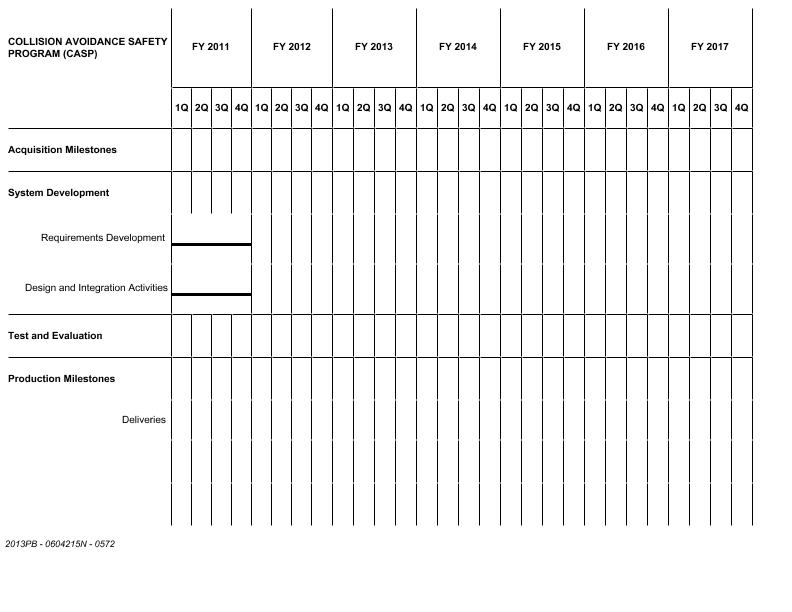 COLLISION AVOIDANCE SAFETY
PROGRAM (CASP)
FY 2011 FY 2012 FY 2013 FY 2014 FY 2015 FY 2016 FY 2017
1Q 2Q 3Q 4Q 1Q 2Q 3Q 4Q 1Q 2Q 3Q 4Q 1Q 2Q 3Q 4Q 1Q 2Q 3Q 4Q 1Q 2Q 3Q 4Q 1Q 2Q 3Q 4Q
Acquisition Milestones
System Development
Requirements Development
Design and Integration Activities
Test and Evaluation
Production Milestones
Deliveries
2013PB - 0604215N - 0572